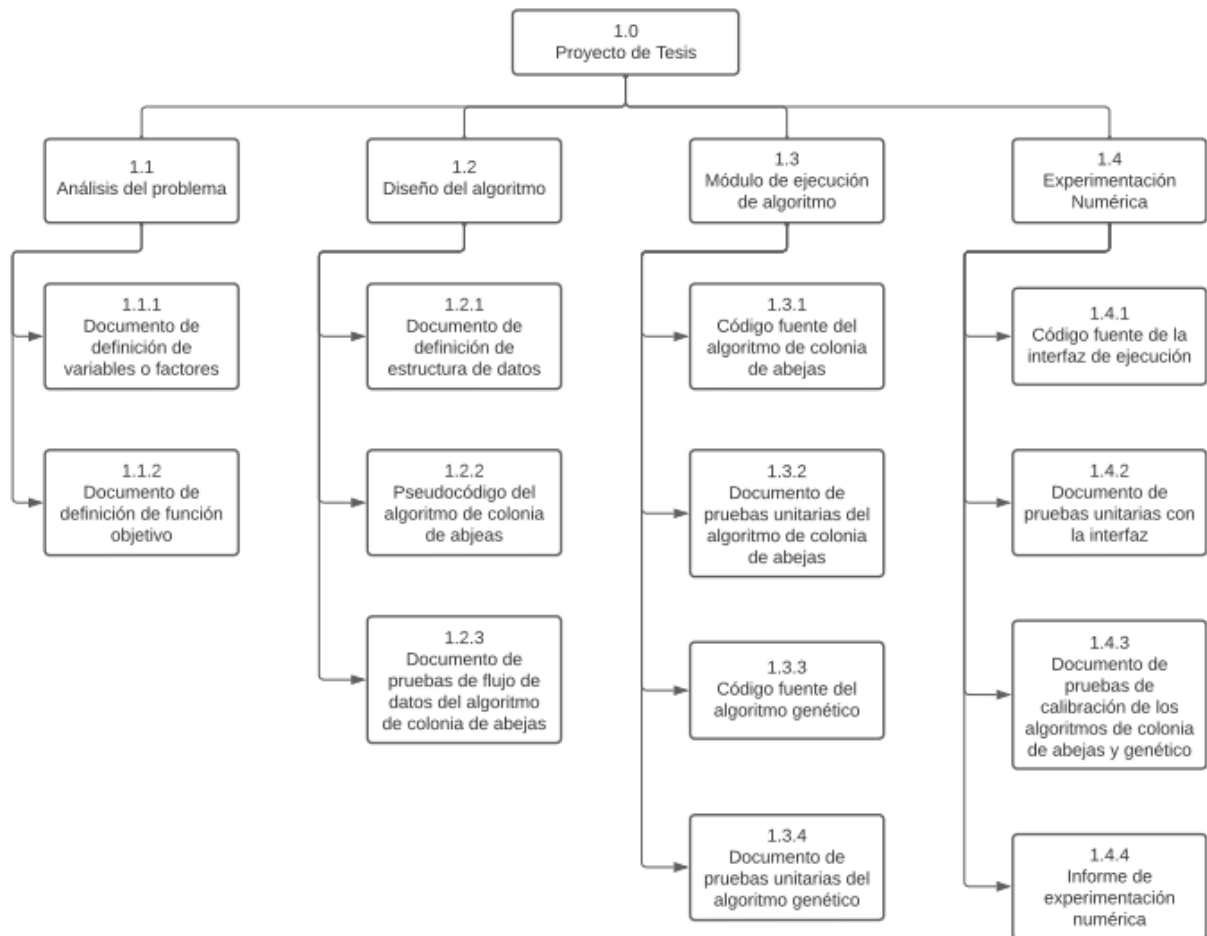 1.0
Proyecto de Tesis
1.1
Análisis del problema
1.2
Diseño del algoritmo
1.3
Módulo de ejecución
de algoritmo
1.4
Experimentación
Numérica
1.1.1
Documento de
definición de
variables o factores
1.1.2
Documento de
definición de función
objetivo
1.2.1
Documento de
definición de
estructura de datos
1.2.2
Pseudocódigo del
algoritmo de colonia
de abjeas
1.2.3
Documento de
pruebas de flujo de
datos del algoritmo
de colonia de abejas
1.3.1
Código fuente del
algoritmo de colonia
de abejas
1.3.2
Documento de
pruebas unitarias del
algoritmo de colonia
de abejas
1.3.3
Código fuente del
algoritmo genético
1.3.4
Documento de
pruebas unitarias del
algoritmo genético
1.4.1
Código fuente de la
interfaz de ejecución
1.4.2
Documento de
pruebas unitarias con
la interfaz
1.4.3
Documento de
pruebas de
calibración de los
algoritmos de colonia
de abejas y genético
1.4.4
Informe de
experimentación
numérica